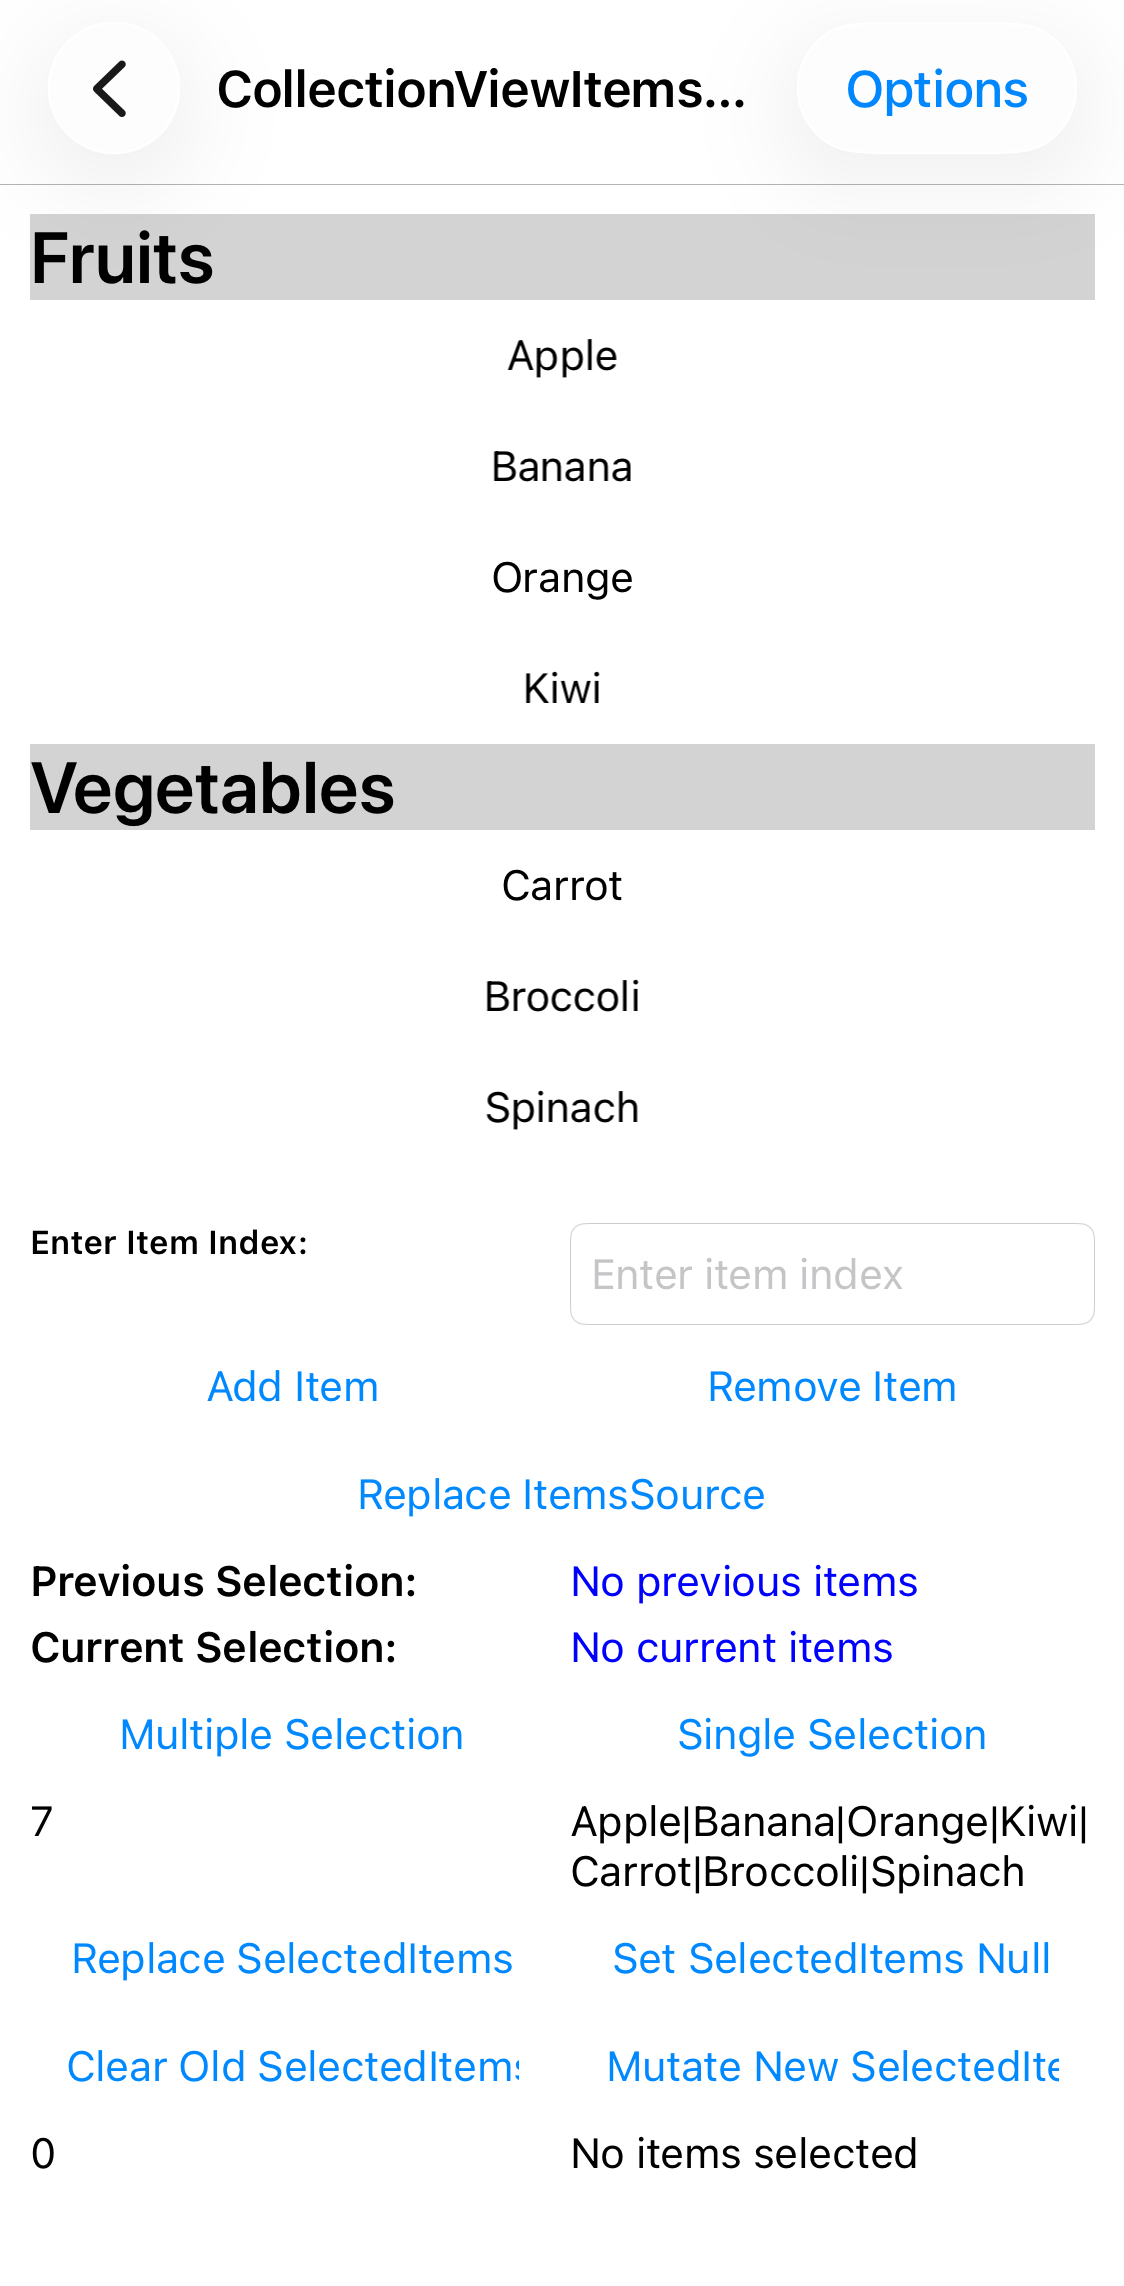 CollectionViewItems...
Options
Fruits
Apple
Banana
Orange
Kiwi
Vegetables
Carrot
Broccoli
Spinach
Enter Item Index:
Enter item index
Add Item
Remove Item
Replace ItemsSource
Previous Selection:
No previous items
Current Selection:
No current items
Multiple Selection
Single Selection
7
Apple|Banana|Orange|Kiwi|
Carrot|Broccoli|Spinach
Replace SelectedItems
Set SelectedItems Null
Clear Old SelectedItems
Mutate New SelectedIte
0
No items selected